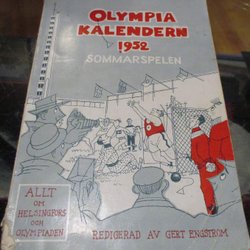 OLYMPIA
KALENDERN
1952
SOMMARSPELEN
ALLT
OM
HELSINGFORS
OCH
OLYMPIADEN
REDIGERAD AV GERT ENGSTRÖM